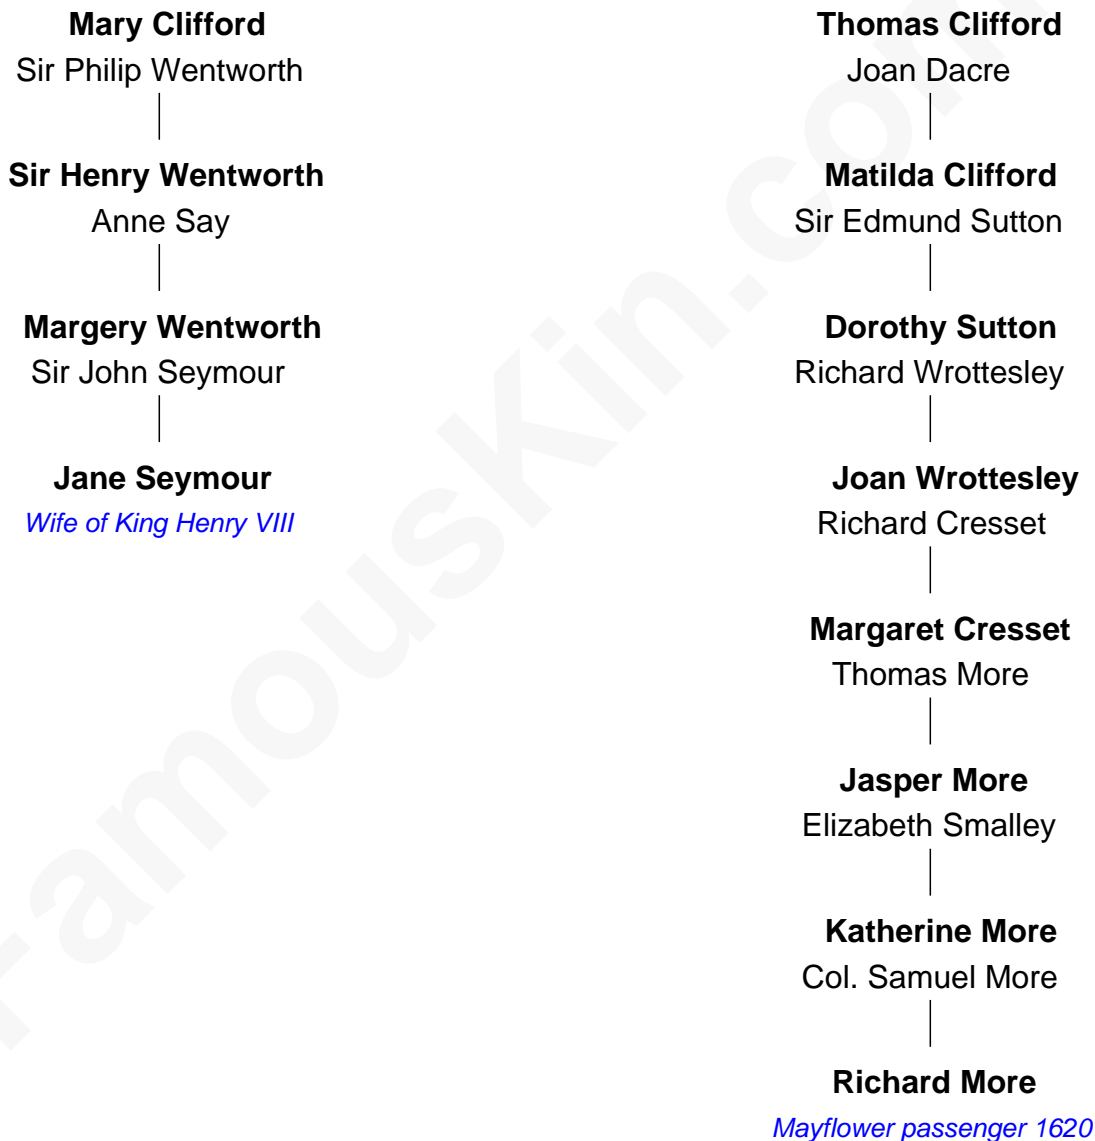 Mary Clifford
Sir Philip Wentworth
Sir Henry Wentworth
Anne Say
Margery Wentworth
Sir John Seymour
Jane Seymour
Wife of King Henry VIII
Thomas Clifford
Joan Dacre
Matilda Clifford
Sir Edmund Sutton
Dorothy Sutton
Richard Wrottesley
Joan Wrottesley
Richard Cresset
Margaret Cresset
Thomas More
Jasper More
Elizabeth Smalley
Katherine More
Col. Samuel More
Richard More
Mayflower passenger 1620
FamousKin.com